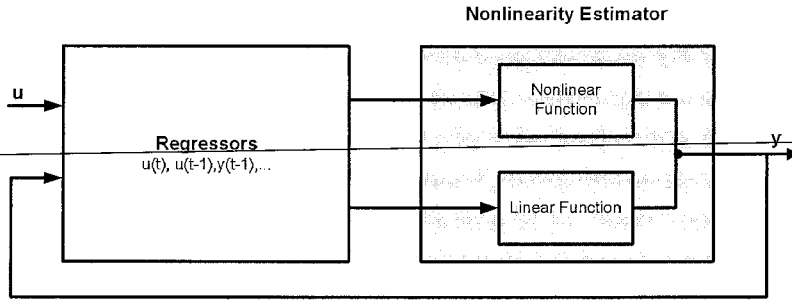 Nonlinearity Estimator
u
Regressors
u(t), u(t-1),y(t-1),...
Nonlinear
Function
y
Linear Function